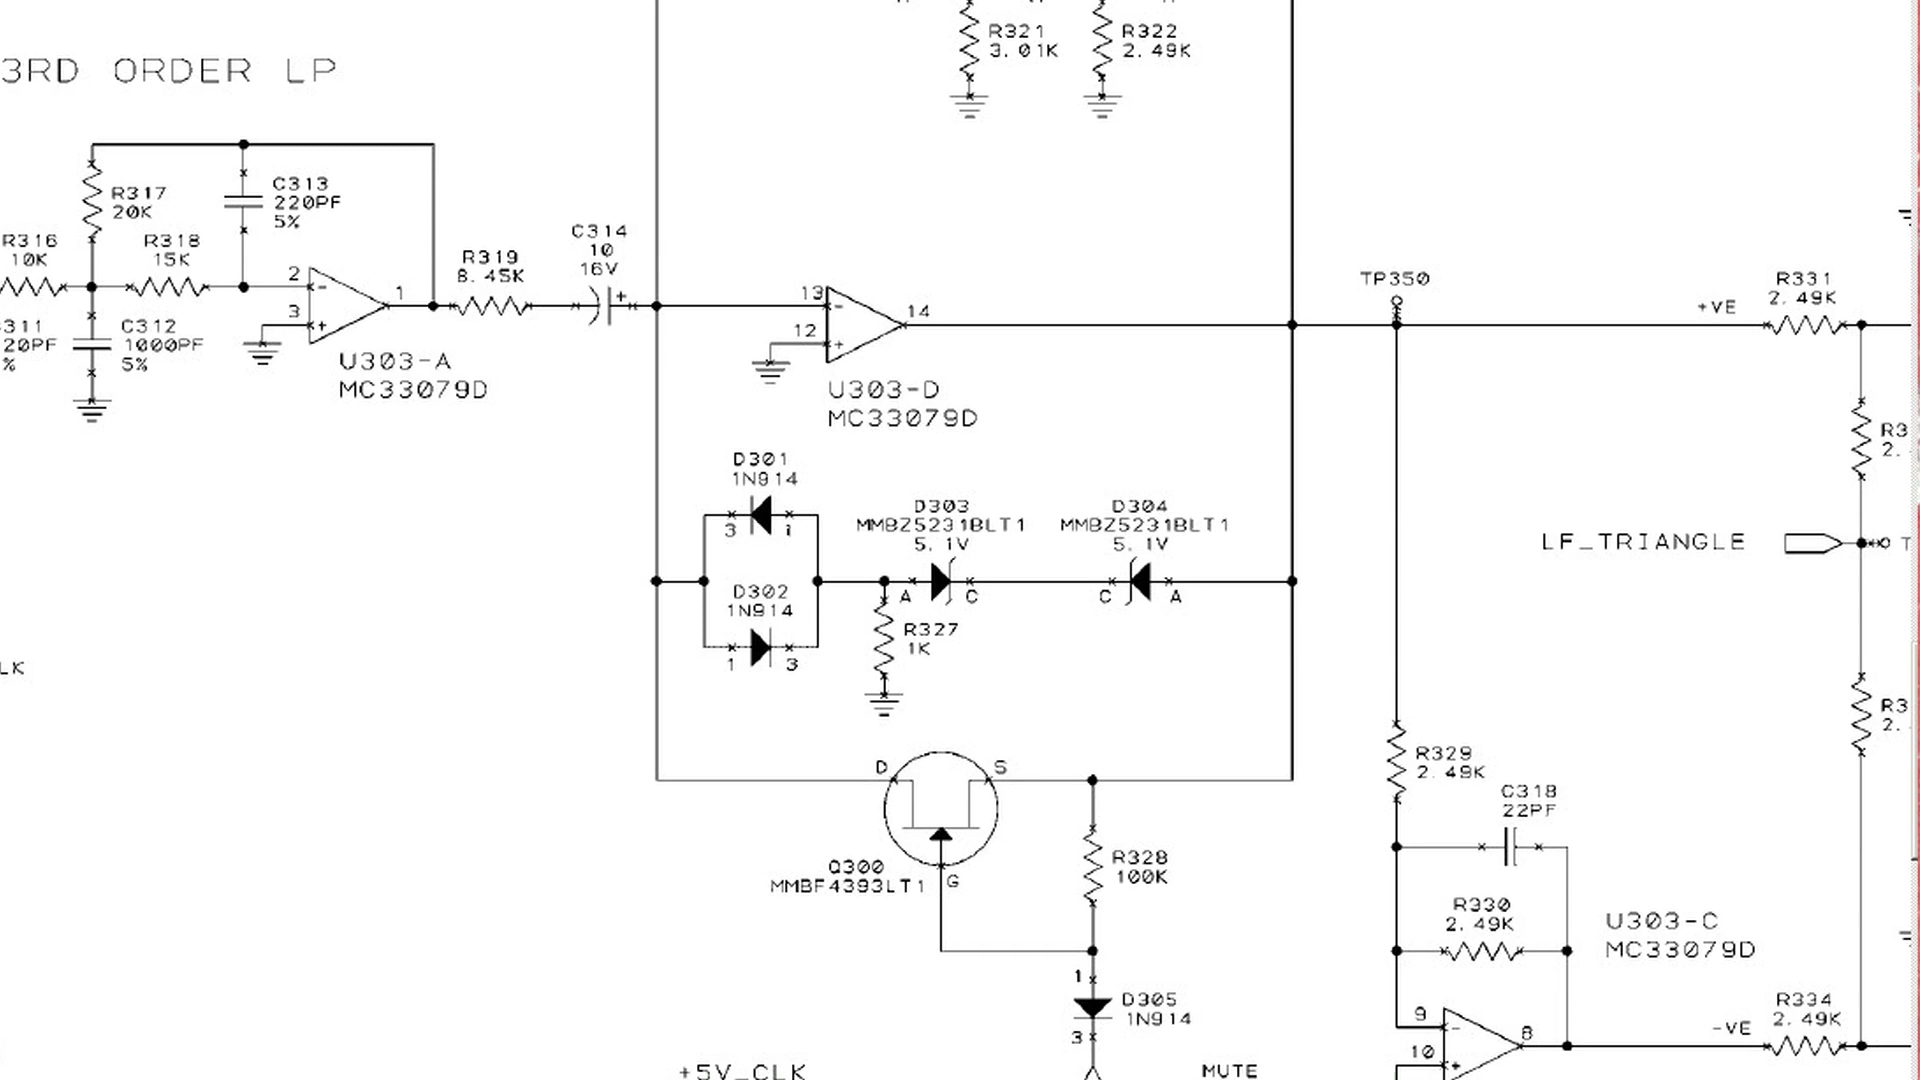 R321
3.01K
R322
2.49K
3RD ORDER LP
R317
20K
C313
220PF
5%
R316
10K
R318
15K
2
-
3
+
1
311
20PF
%
C312
1000PF
5%
U303-A
MC33079D
R319
8.45K
C314
10
16V
+
13
-
12
+
14
U303-D
MC33079D
TP350
+VE
R331
2.49K
R3
2.
D301
1N914
3
1
D302
1N914
1
3
D303
MMBZ5231BLT1
5.1V
A
C
D304
MMBZ5231BLT1
5.1V
C
A
R327
1K
LF_TRIANGLE
T
LK
R3
2.
D
S
Q300
MMBF4393LT1
G
R328
100K
R329
2.49K
C318
22PF
R330
2.49K
U303-C
MC33079D
1
D305
1N914
3
9
-
10
+
8
-VE
R334
2.49K
+5V_CLK
MUTE